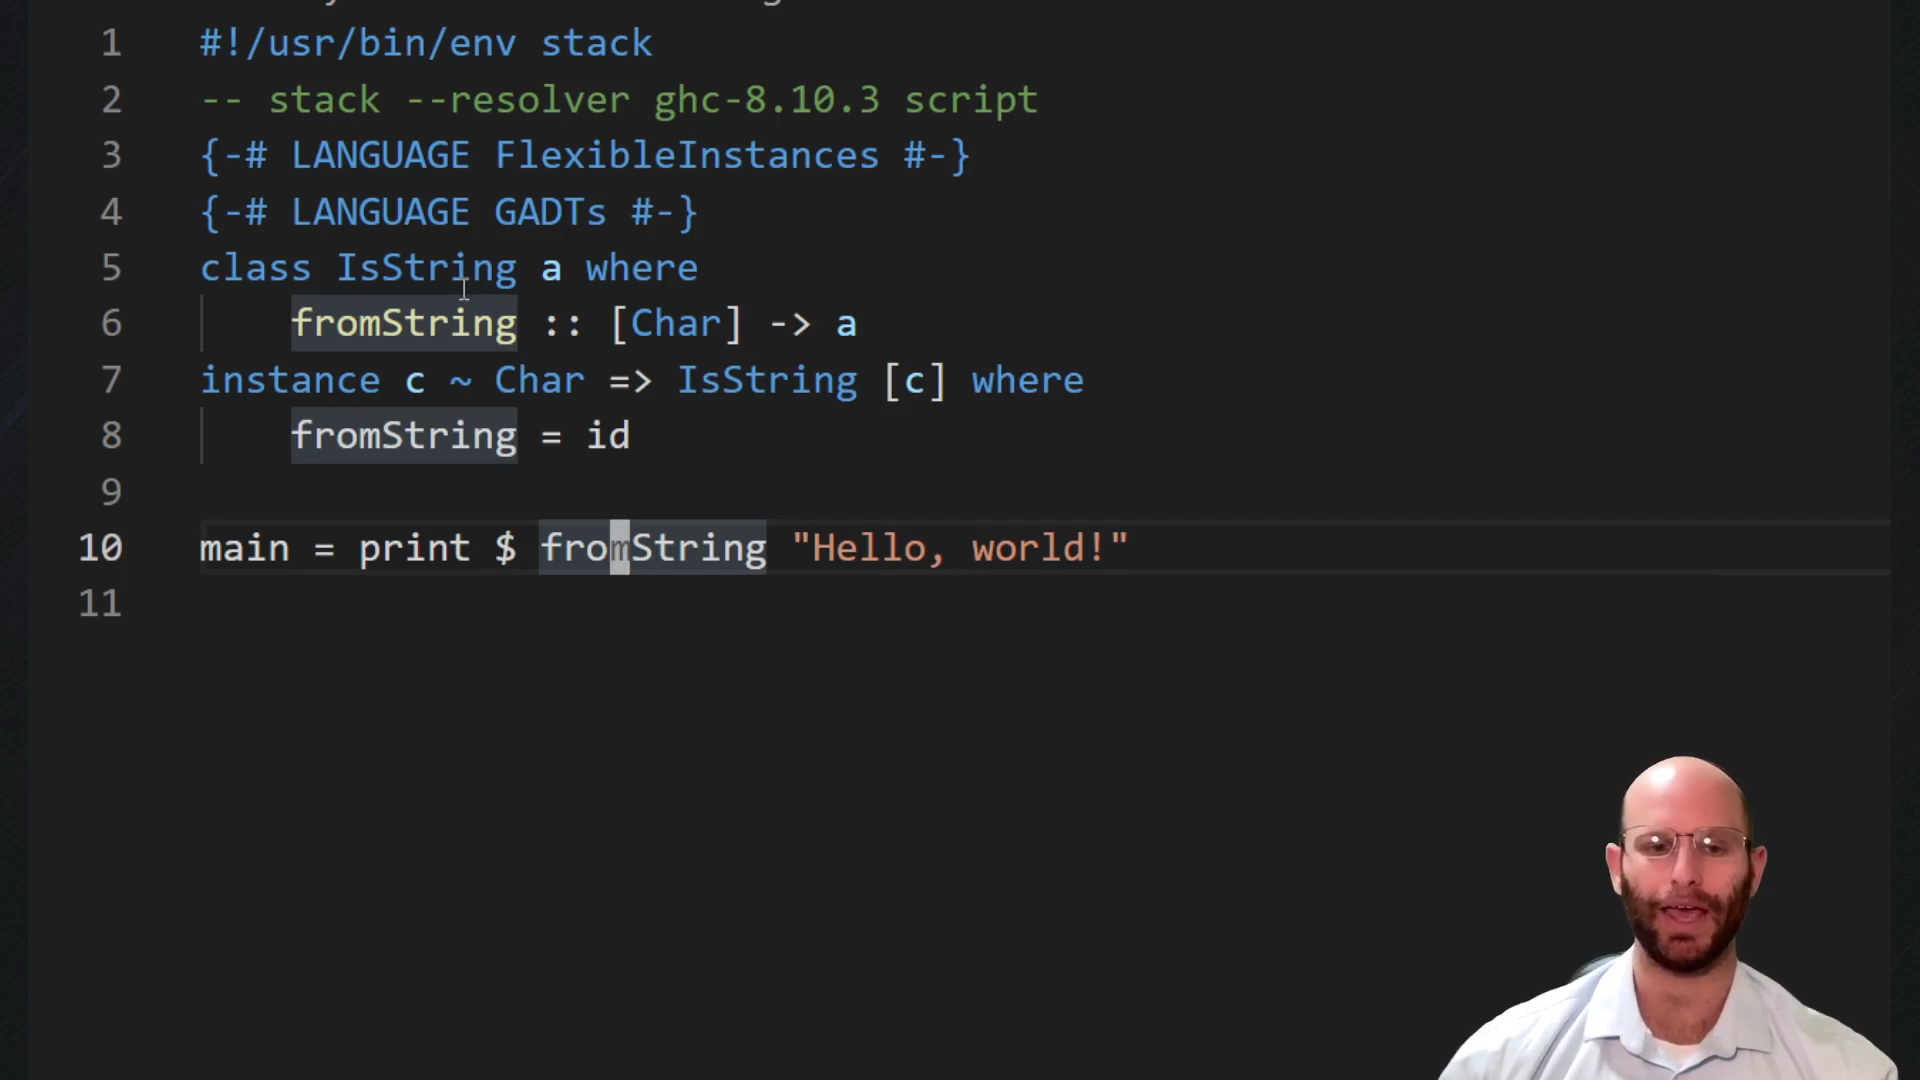 1 #!/usr/bin/env stack
2 -- stack --resolver ghc-8.10.3 script
3 {-# LANGUAGE FlexibleInstances #-}
4 {-# LANGUAGE GADTs #-}
5 class IsString a where
6     fromString :: [Char] -> a
7 instance c ~ Char => IsString [c] where
8     fromString = id
9
10 main = print $ fromString "Hello, world!"
11